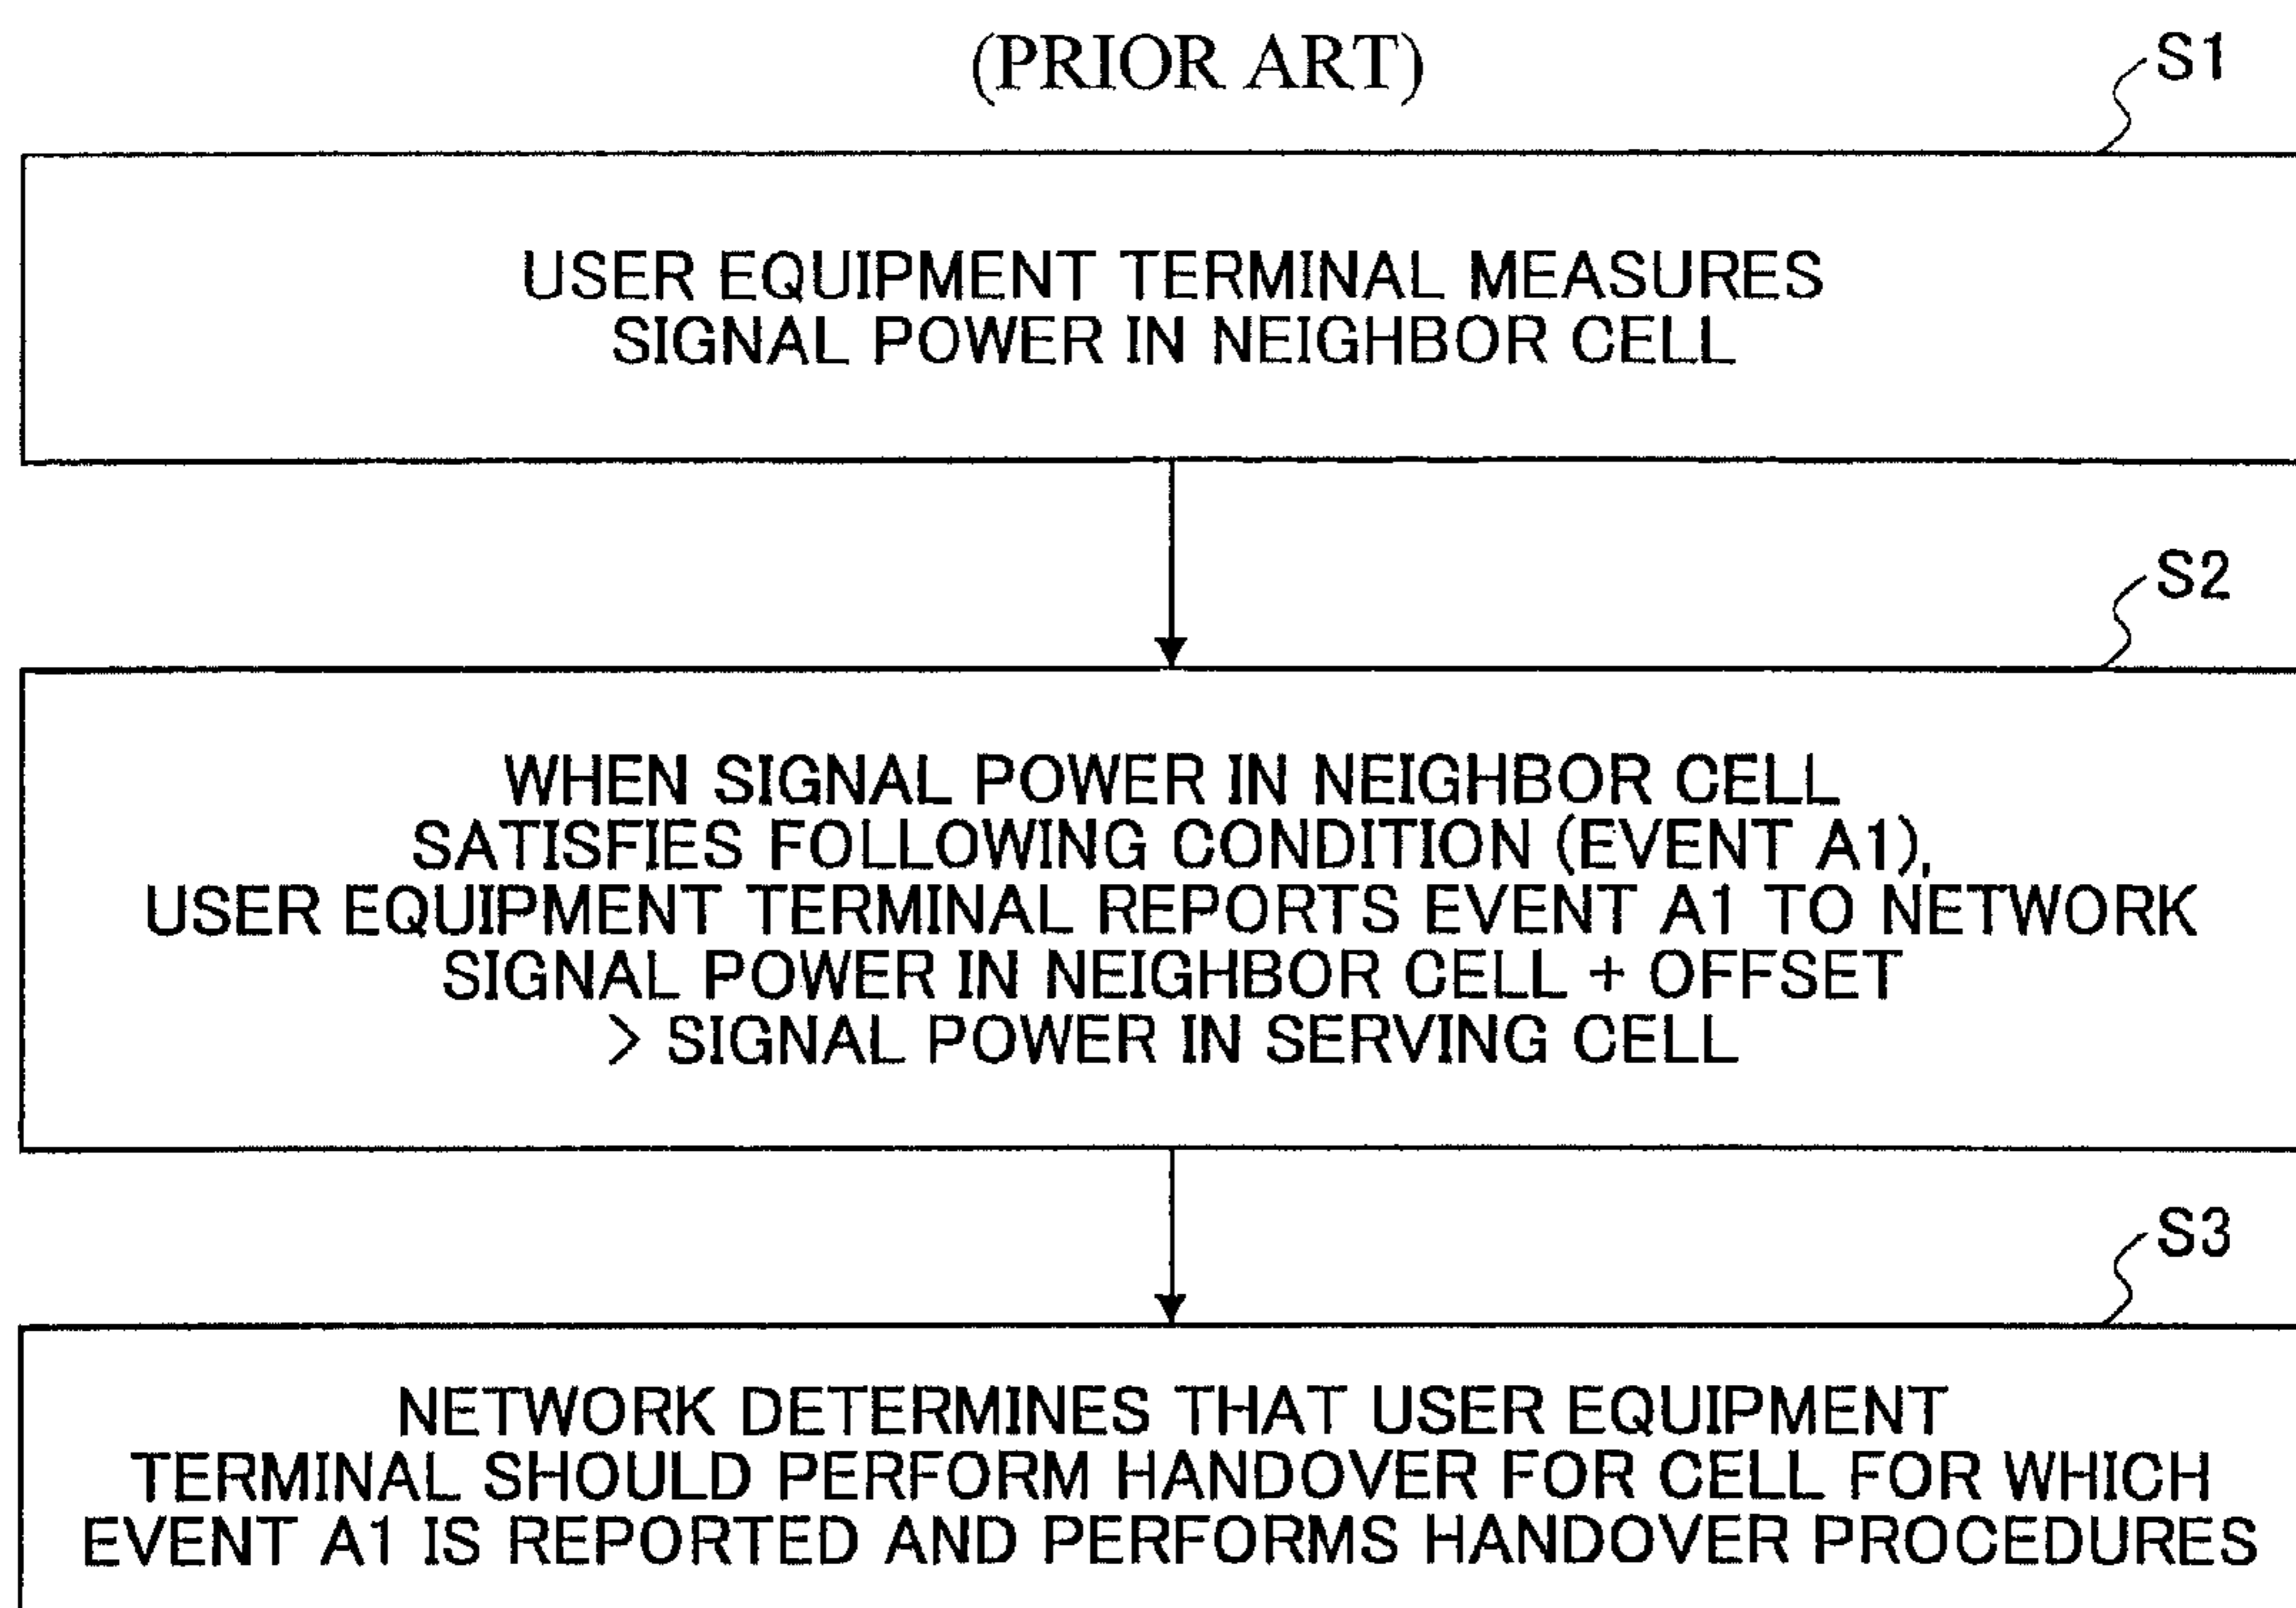 (PRIOR ART)
S1
USER EQUIPMENT TERMINAL MEASURES
SIGNAL POWER IN NEIGHBOR CELL
S2
WHEN SIGNAL POWER IN NEIGHBOR CELL
SATISFIES FOLLOWING CONDITION (EVENT A1),
USER EQUIPMENT TERMINAL REPORTS EVENT A1 TO NETWORK
SIGNAL POWER IN NEIGHBOR CELL + OFFSET
> SIGNAL POWER IN SERVING CELL
S3
NETWORK DETERMINES THAT USER EQUIPMENT
TERMINAL SHOULD PERFORM HANDOVER FOR CELL FOR WHICH
EVENT A1 IS REPORTED AND PERFORMS HANDOVER PROCEDURES